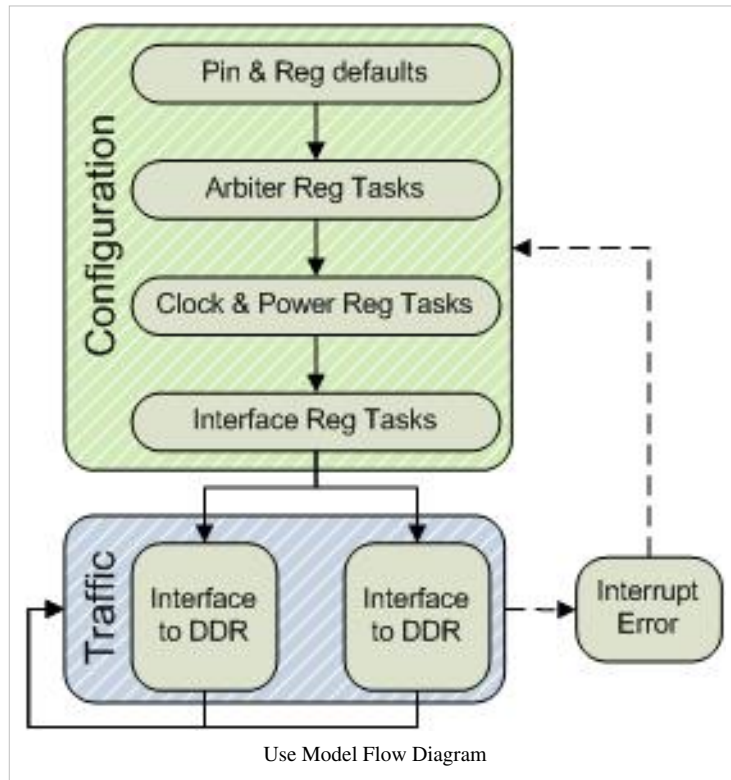 Configuration
Pin & Reg defaults
Arbiter Reg Tasks
Clock & Power Reg Tasks
Interface Reg Tasks
Traffic
Interface
to DDR
Interface
to DDR
Interrupt
Error
Use Model Flow Diagram